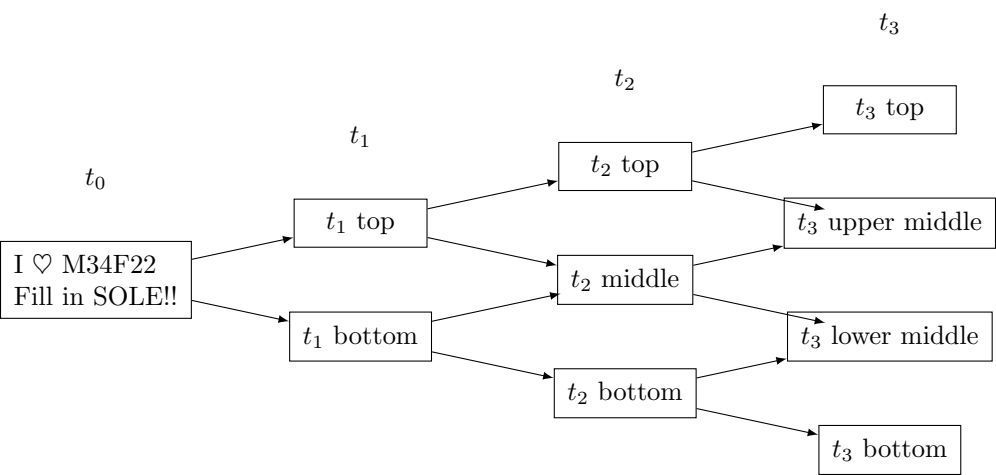 t₃
t₂
t₁
t₀
t₃ top
t₂ top
t₁ top
t₃ upper middle
I ♡ M34F22
Fill in SOLE!!
t₂ middle
t₁ bottom
t₃ lower middle
t₂ bottom
t₃ bottom